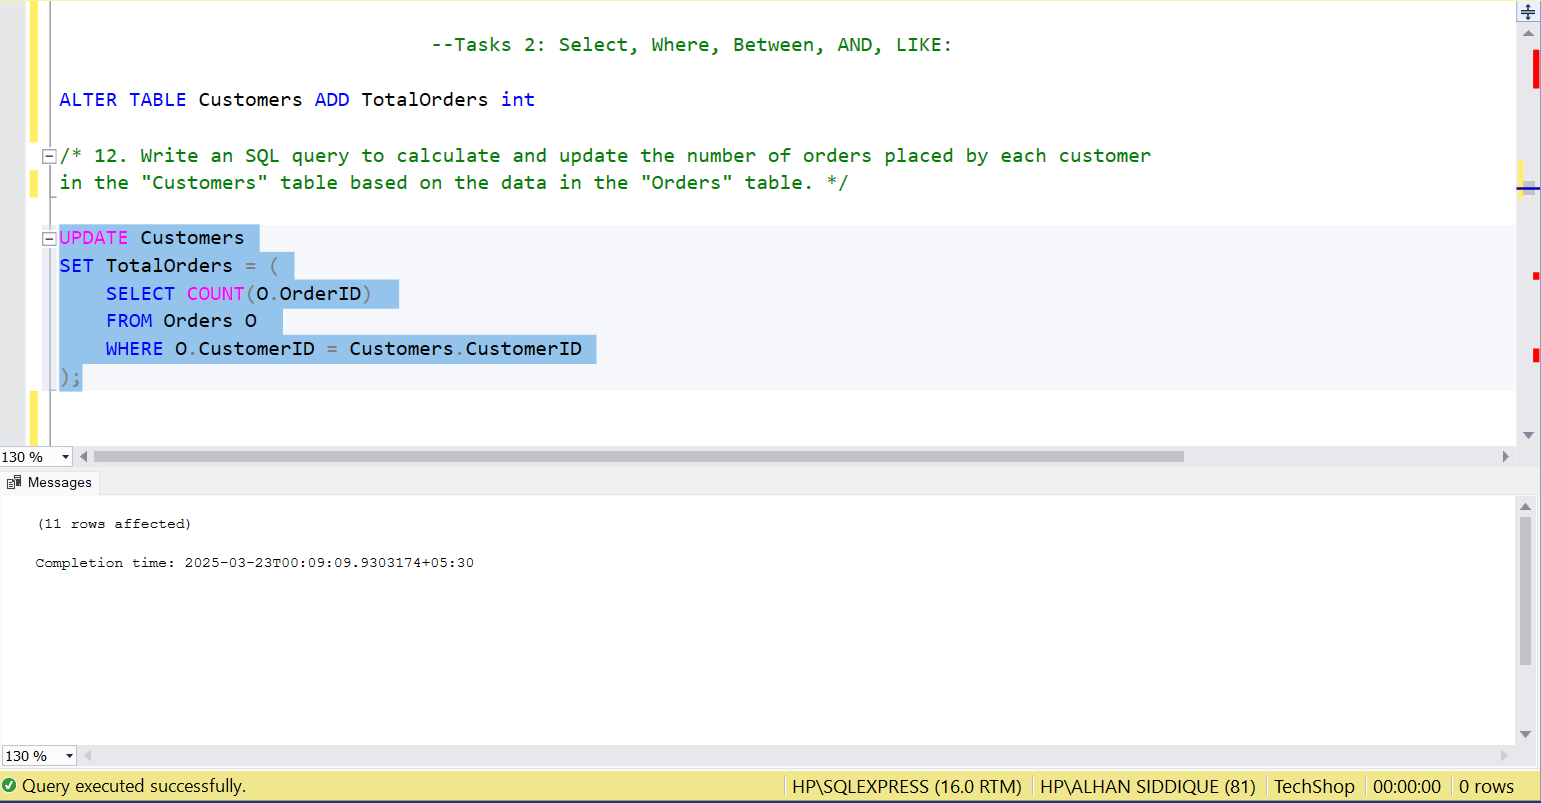 --Tasks 2: Select, Where, Between, AND, LIKE:
ALTER TABLE Customers ADD TotalOrders int
/* 12. Write an SQL query to calculate and update the number of orders placed by each customer
in the "Customers" table based on the data in the "Orders" table. */
UPDATE Customers
SET TotalOrders = (
SELECT COUNT(O.OrderID)
FROM Orders O
WHERE O.CustomerID = Customers.CustomerID
);
130 %
Messages
(11 rows affected)
Completion time: 2025-03-23T00:09:09.9303174+05:30
130 %
Query executed successfully. HP\SQLEXPRESS (16.0 RTM) HP\ALHAN SIDDIQUE (81) TechShop 00:00:00 0 rows